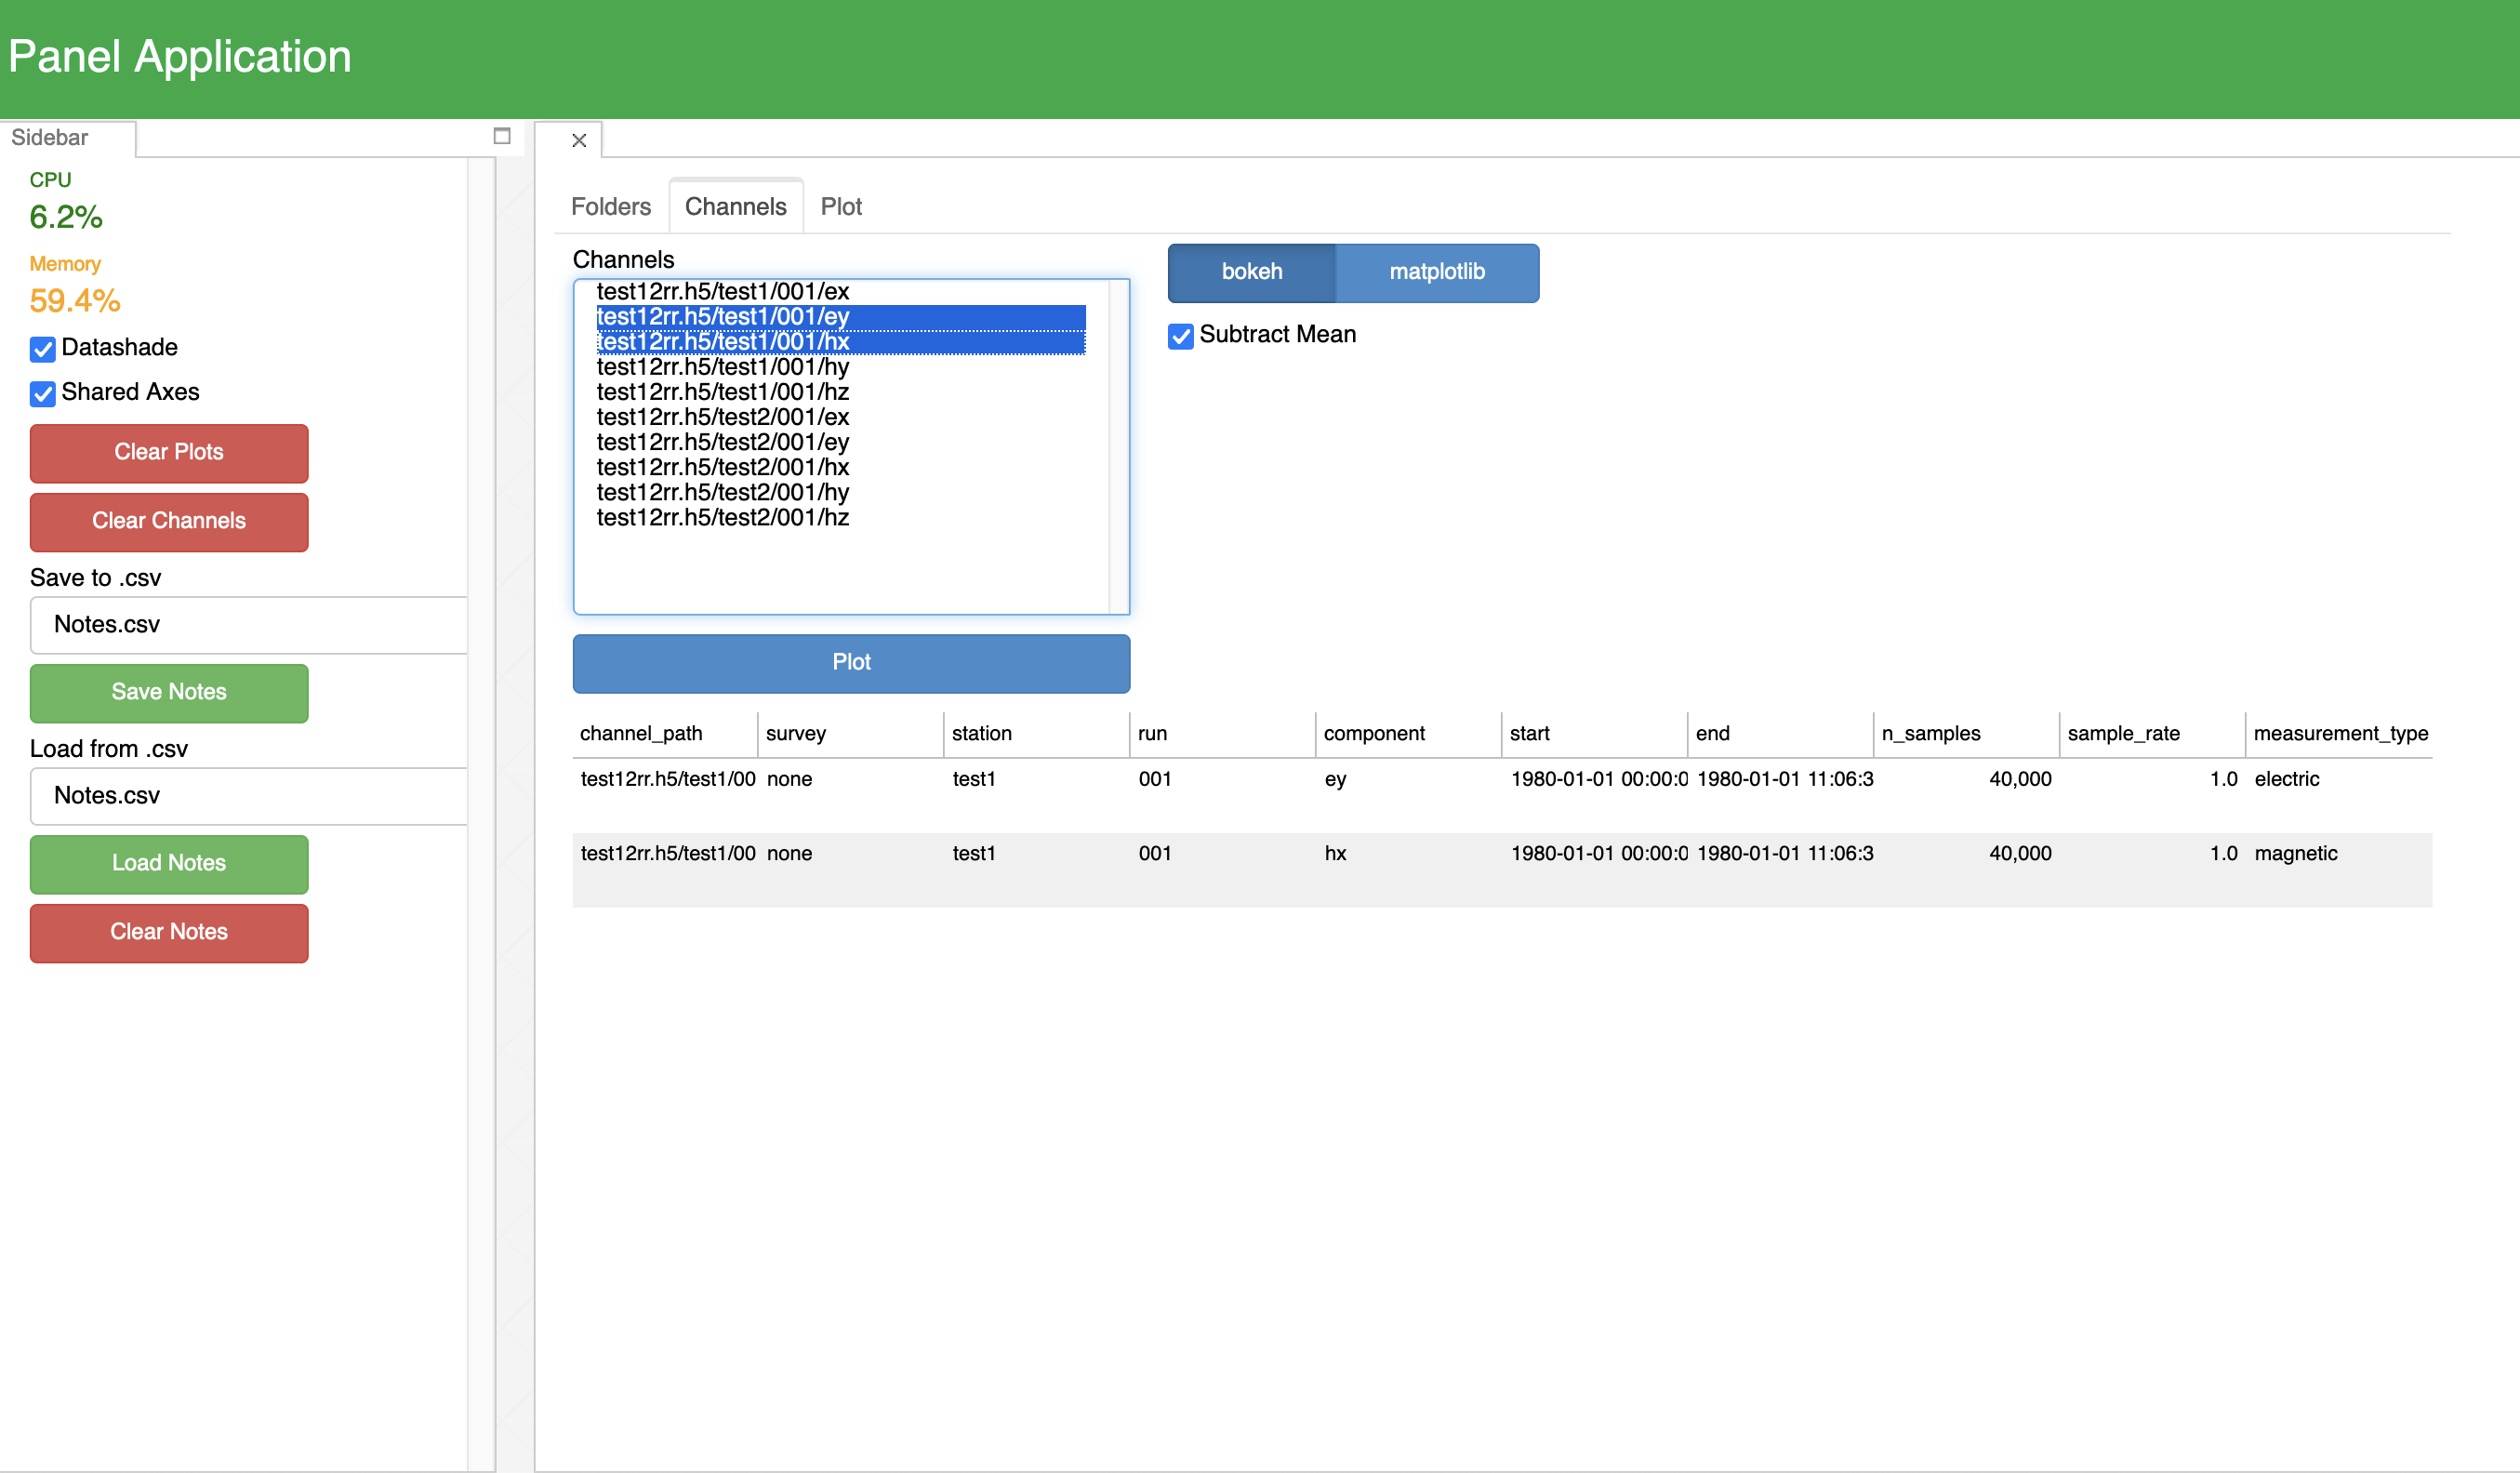 Panel Application
Sidebar
CPU
6.2%
Memory
59.4%
Datashade
Shared Axes
Clear Plots
Clear Channels
Save to .csv
Notes.csv
Save Notes
Load from .csv
Notes.csv
Load Notes
Clear Notes
Folders Channels Plot
Channels
test12rr.h5/test1/001/ex
test12rr.h5/test1/001/ey
test12rr.h5/test1/001/hx
test12rr.h5/test1/001/hy
test12rr.h5/test1/001/hz
test12rr.h5/test2/001/ex
test12rr.h5/test2/001/ey
test12rr.h5/test2/001/hx
test12rr.h5/test2/001/hy
test12rr.h5/test2/001/hz
bokeh matplotlib
Subtract Mean
Plot
channel_path survey station run component start end n_samples sample_rate measurement_type
test12rr.h5/test1/00 none test1 001 ey 1980-01-01 00:00:0 1980-01-01 11:06:3 40,000 1.0 electric
test12rr.h5/test1/00 none test1 001 hx 1980-01-01 00:00:0 1980-01-01 11:06:3 40,000 1.0 magnetic